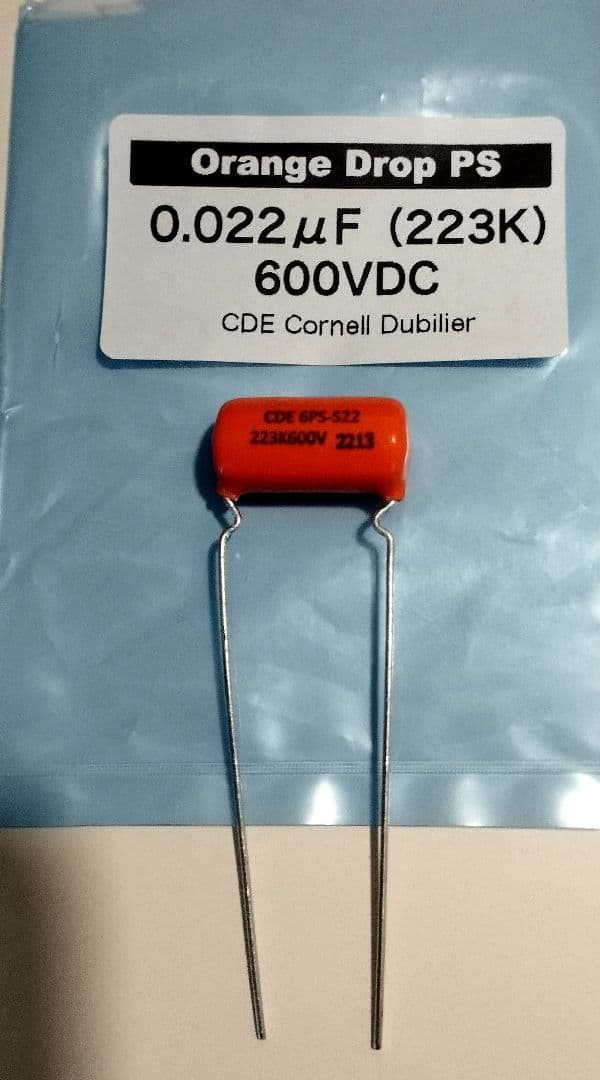 Orange Drop PS
0.022μF (223K)
600VDC
CDE Cornell Dubilier
CDE 6PS-S22
223K600V 2213